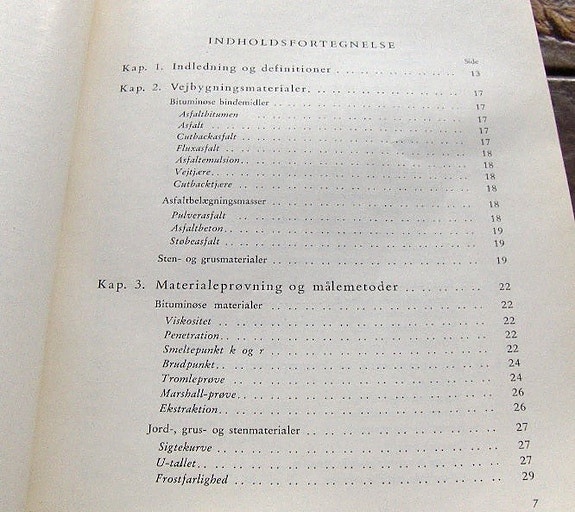 INDHOLDSFORTEGNELSE
Side
Kap. 1. Indledning og definitioner . . . . . . . . . . . . . . . . 13
Kap. 2. Vejbygningsmaterialer. . . . . . . . . . . . . . . . . . 17
Bituminøse bindemidler . . . . . . . . . . . . . . . . . . . . 17
Asfaltbitumen . . . . . . . . . . . . . . . . . . . . 17
Asfalt . . . . . . . . . . . . . . . . . . . . 17
Cutbackasfalt . . . . . . . . . . . . . . . . . . . . 17
Fluxasfalt . . . . . . . . . . . . . . . . . . . . 18
Asfaltemulsion. . . . . . . . . . . . . . . . . . . . 18
Vejtjære. . . . . . . . . . . . . . . . . . . . 18
Cutbacktjære . . . . . . . . . . . . . . . . . . . . 18
Asfaltbelægningsmasser . . . . . . . . . . . . . . . . . . 18
Pulverasfalt . . . . . . . . . . . . . . . . . . . . 18
Asfaltbeton. . . . . . . . . . . . . . . . . . . . 19
Støbeasfalt . . . . . . . . . . . . . . . . . . . . 19
Sten- og grusmaterialer . . . . . . . . . . . . . . . . . . 19
Kap. 3. Materialeprøvning og målemetoder . . . . . . . . . . 22
Bituminøse materialer . . . . . . . . . . . . . . . . . . . . 22
Viskositet . . . . . . . . . . . . . . . . . . . . 22
Penetration. . . . . . . . . . . . . . . . . . . . 22
Smeltepunkt k og r . . . . . . . . . . . . . . . . . . 22
Brudpunkt. . . . . . . . . . . . . . . . . . . . 24
Tromleprøve . . . . . . . . . . . . . . . . . . . . 24
Marshall-prøve. . . . . . . . . . . . . . . . . . . . 26
Ekstraktion. . . . . . . . . . . . . . . . . . . . 26
Jord-, grus- og stenmaterialer . . . . . . . . . . . . . . . . 27
Sigtekurve . . . . . . . . . . . . . . . . . . . . 27
U-tallet. . . . . . . . . . . . . . . . . . . . 27
Frostfarlighed . . . . . . . . . . . . . . . . . . . . 29
7